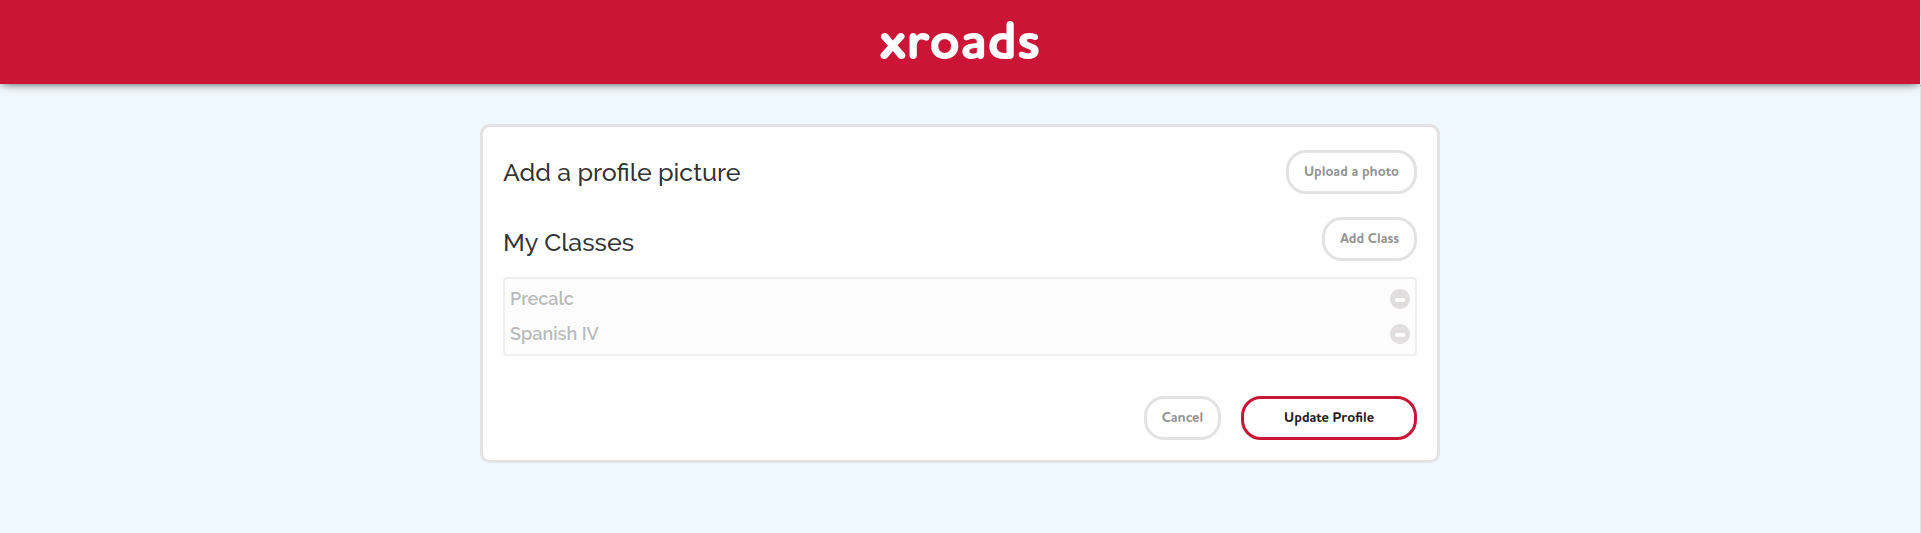 xroads
Add a profile picture
Upload a photo
My Classes
Add Class
Precalc
Spanish IV
Cancel
Update Profile